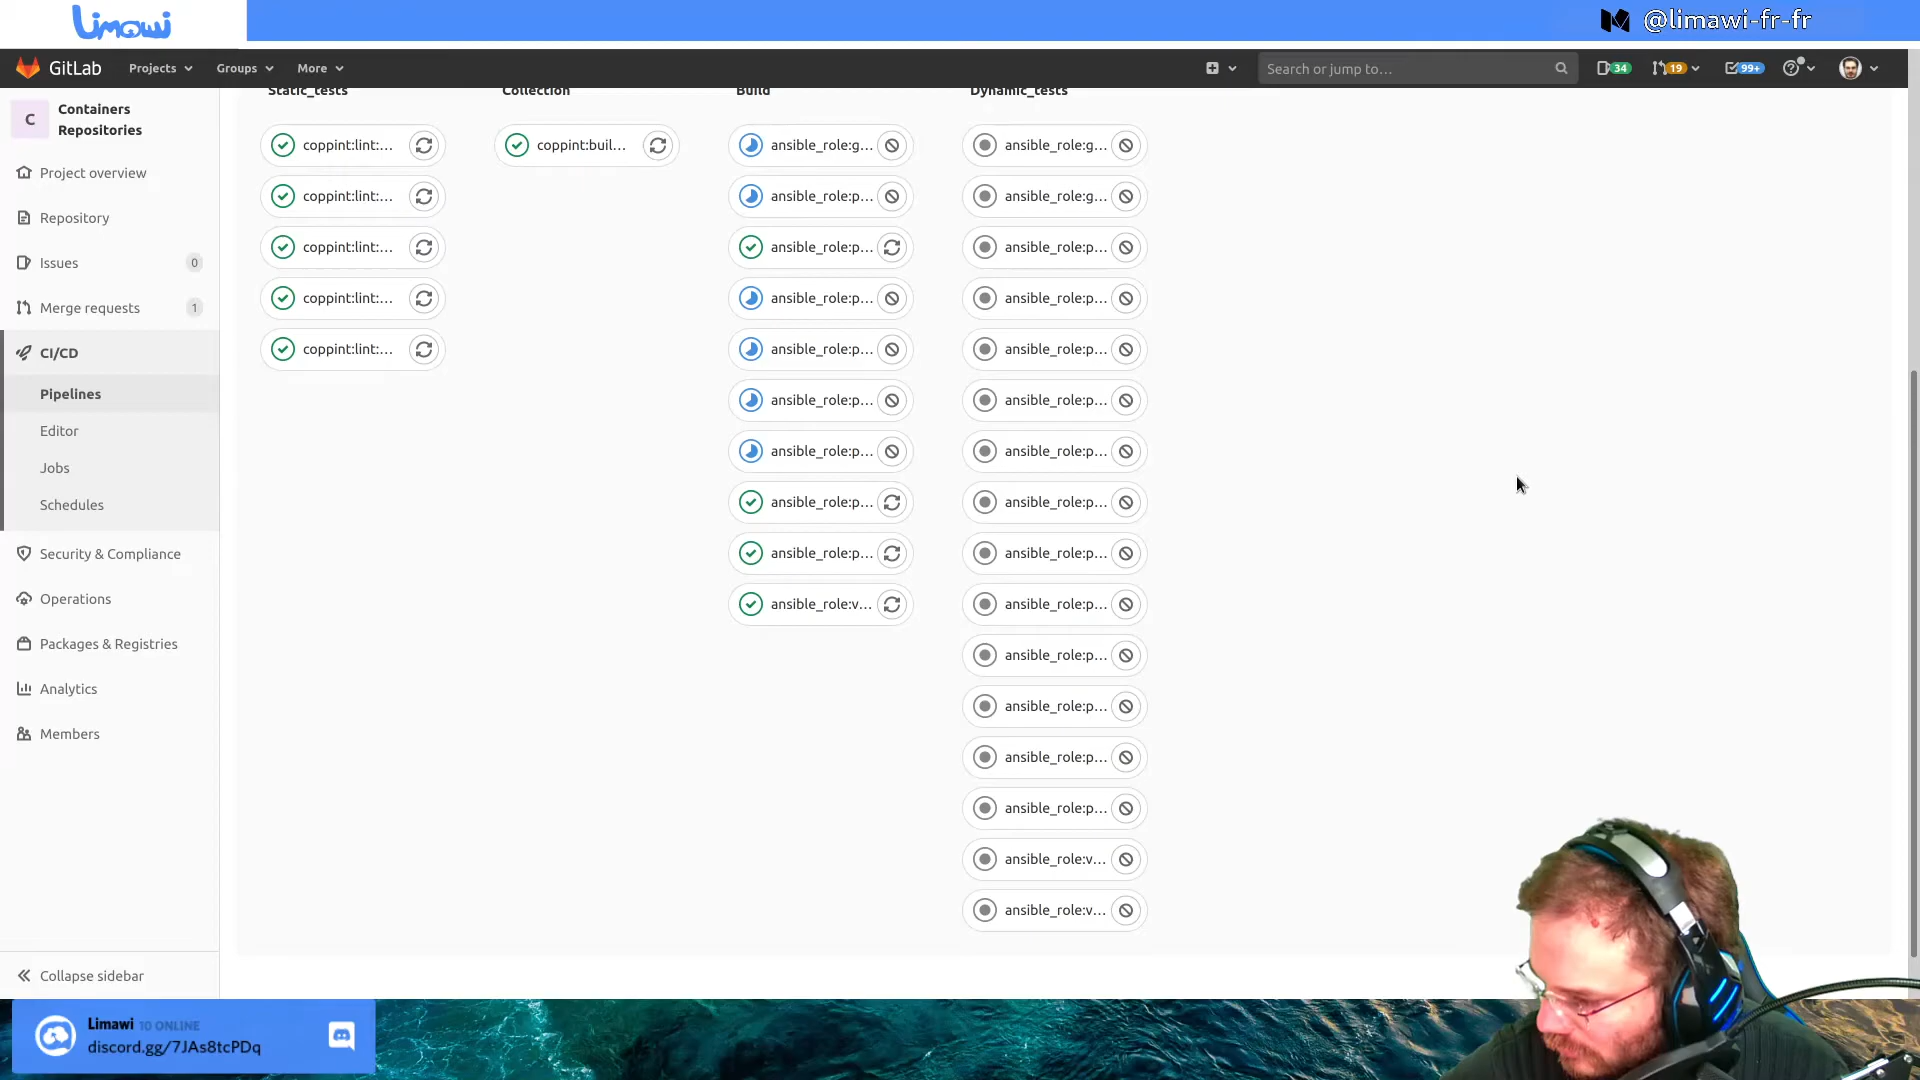 Limawi
@limawi-fr-fr
GitLab
Projects
Groups
More
Search or jump to...
34
19
99+
C
Containers
Repositories
Project overview
Repository
Issues
0
Merge requests
1
CI/CD
Pipelines
Editor
Jobs
Schedules
Security & Compliance
Operations
Packages & Registries
Analytics
Members
Collapse sidebar
Static_tests
coppint:lint:...
coppint:lint:...
coppint:lint:...
coppint:lint:...
coppint:lint:...
Collection
coppint:buil...
Build
ansible_role:g...
ansible_role:p...
ansible_role:p...
ansible_role:p...
ansible_role:p...
ansible_role:p...
ansible_role:p...
ansible_role:p...
ansible_role:p...
ansible_role:v...
Dynamic_tests
ansible_role:g...
ansible_role:g...
ansible_role:p...
ansible_role:p...
ansible_role:p...
ansible_role:p...
ansible_role:p...
ansible_role:p...
ansible_role:p...
ansible_role:p...
ansible_role:p...
ansible_role:p...
ansible_role:p...
ansible_role:p...
ansible_role:v...
ansible_role:v...
Limawi 10 ONLINE
discord.gg/7JAs8tcPDq